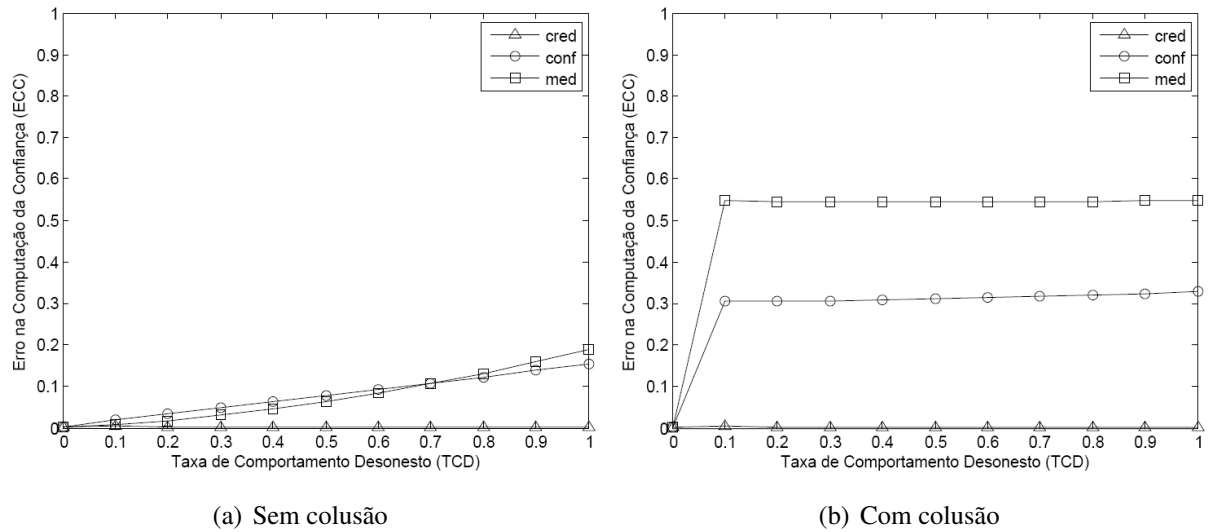 1
0.9
0.8
0.7
0.6
0.5
0.4
0.3
0.2
0.1
0
Erro na Computação da Confiança (ECC)
cred
conf
med
0 0.1 0.2 0.3 0.4 0.5 0.6 0.7 0.8 0.9 1
Taxa de Comportamento Desonesto (TCD)
(a) Sem colusão
1
0.9
0.8
0.7
0.6
0.5
0.4
0.3
0.2
0.1
0
Erro na Computação da Confiança (ECC)
cred
conf
med
0 0.1 0.2 0.3 0.4 0.5 0.6 0.7 0.8 0.9 1
Taxa de Comportamento Desonesto (TCD)
(b) Com colusão